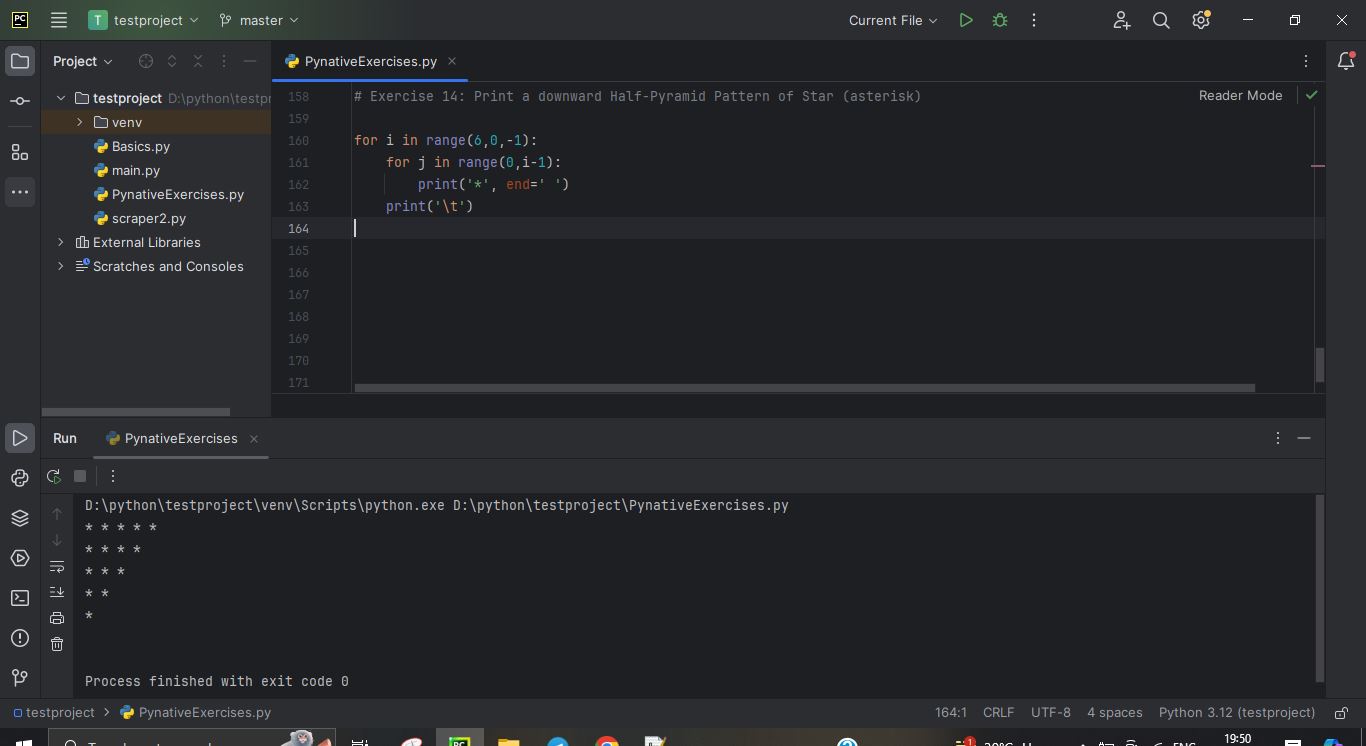 PC
T testproject
master
Current File
Project
PynativeExercises.py
testproject D:\python\testpr
venv
Basics.py
main.py
PynativeExercises.py
scraper2.py
External Libraries
Scratches and Consoles
Reader Mode
158 # Exercise 14: Print a downward Half-Pyramid Pattern of Star (asterisk)
159
160 for i in range(6,0,-1):
161     for j in range(0,i-1):
162         print('*', end=' ')
163     print('\t')
164
165
166
167
168
169
170
171
Run
PynativeExercises
D:\python\testproject\venv\Scripts\python.exe D:\python\testproject\PynativeExercises.py
* * * * *
* * * *
* * *
* *
*
Process finished with exit code 0
testproject > PynativeExercises.py
164:1 CRLF UTF-8 4 spaces Python 3.12 (testproject)
PC
1
19:50